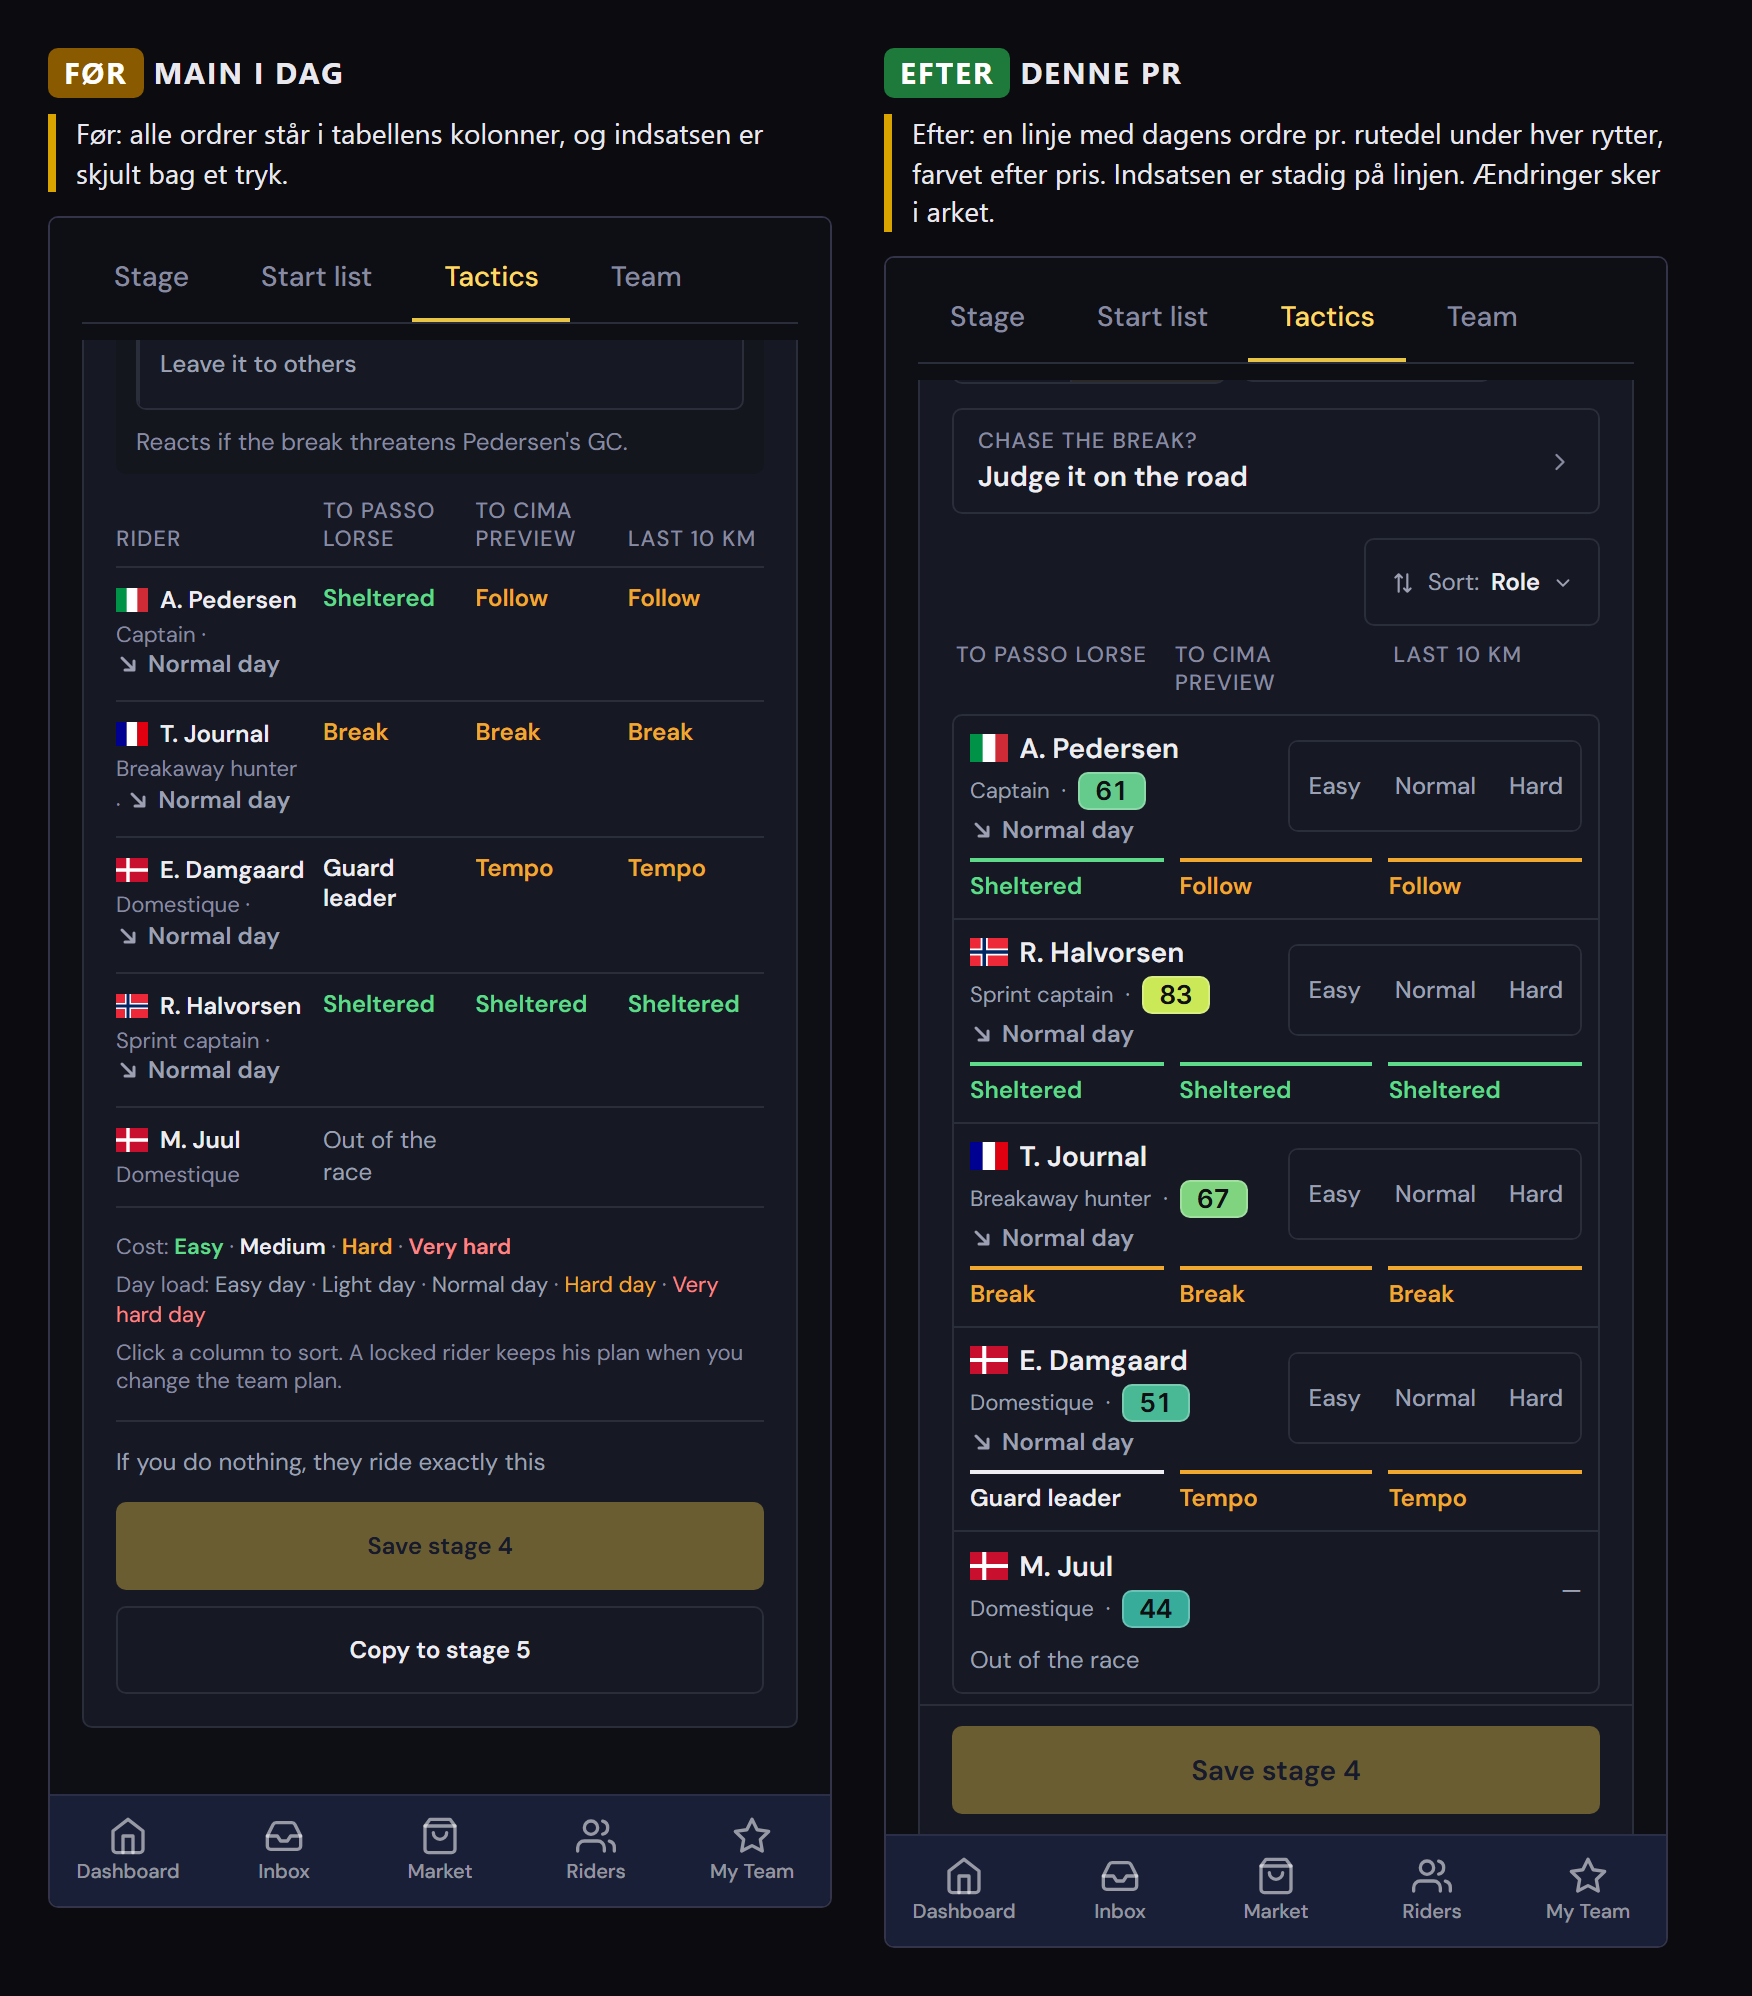 FØR MAIN I DAG
Før: alle ordrer står i tabellens kolonner, og indsatsen er
skjult bag et tryk.
Stage Start list Tactics Team
Leave it to others
Reacts if the break threatens Pedersen's GC.
RIDER TO PASSO LORSE TO CIMA PREVIEW LAST 10 KM
A. Pedersen Sheltered Follow Follow
Captain ·
↘ Normal day
T. Journal Break Break Break
Breakaway hunter
· ↘ Normal day
E. Damgaard Guard leader Tempo Tempo
Domestique ·
↘ Normal day
R. Halvorsen Sheltered Sheltered Sheltered
Sprint captain ·
↘ Normal day
M. Juul Out of the race
Domestique
Cost: Easy · Medium · Hard · Very hard
Day load: Easy day · Light day · Normal day · Hard day · Very
hard day
Click a column to sort. A locked rider keeps his plan when you
change the team plan.
If you do nothing, they ride exactly this
Save stage 4
Copy to stage 5
Dashboard Inbox Market Riders My Team
EFTER DENNE PR
Efter: en linje med dagens ordre pr. rutedel under hver rytter,
farvet efter pris. Indsatsen er stadig på linjen. Ændringer sker
i arket.
Stage Start list Tactics Team
CHASE THE BREAK?
Judge it on the road
Sort: Role
TO PASSO LORSE TO CIMA PREVIEW LAST 10 KM
A. Pedersen
Captain · 61
↘ Normal day
Easy Normal Hard
Sheltered Follow Follow
R. Halvorsen
Sprint captain · 83
↘ Normal day
Easy Normal Hard
Sheltered Sheltered Sheltered
T. Journal
Breakaway hunter · 67
↘ Normal day
Easy Normal Hard
Break Break Break
E. Damgaard
Domestique · 51
↘ Normal day
Easy Normal Hard
Guard leader Tempo Tempo
M. Juul
Domestique · 44
–
Out of the race
Save stage 4
Dashboard Inbox Market Riders My Team